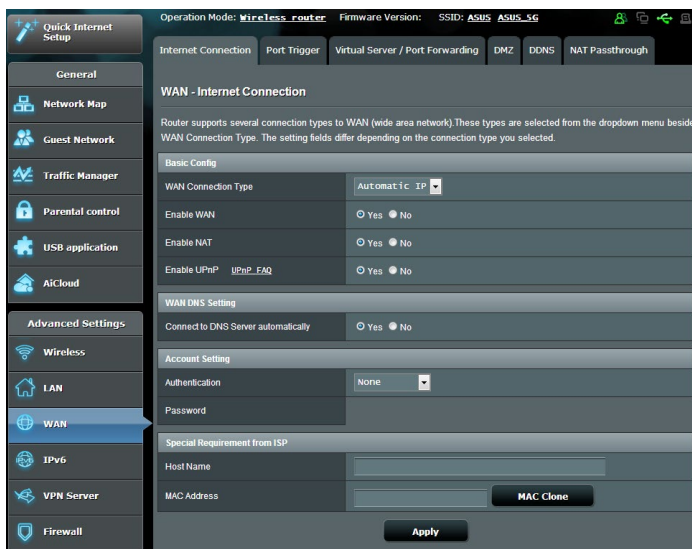 Quick Internet Setup
Operation Mode: Wireless router Firmware Version: SSID: ASUS ASUS_5G
Internet Connection Port Trigger Virtual Server / Port Forwarding DMZ DDNS NAT Passthrough
General
Network Map
Guest Network
Traffic Manager
Parental control
USB application
AiCloud
Advanced Settings
Wireless
LAN
WAN
IPv6
VPN Server
Firewall
WAN - Internet Connection
Router supports several connection types to WAN (wide area network).These types are selected from the dropdown menu beside
WAN Connection Type. The setting fields differ depending on the connection type you selected.
Basic Config
WAN Connection Type Automatic IP
Enable WAN Yes No
Enable NAT Yes No
Enable UPnP UPnP FAQ Yes No
WAN DNS Setting
Connect to DNS Server automatically Yes No
Account Setting
Authentication None
Password
Special Requirement from ISP
Host Name
MAC Address MAC Clone
Apply